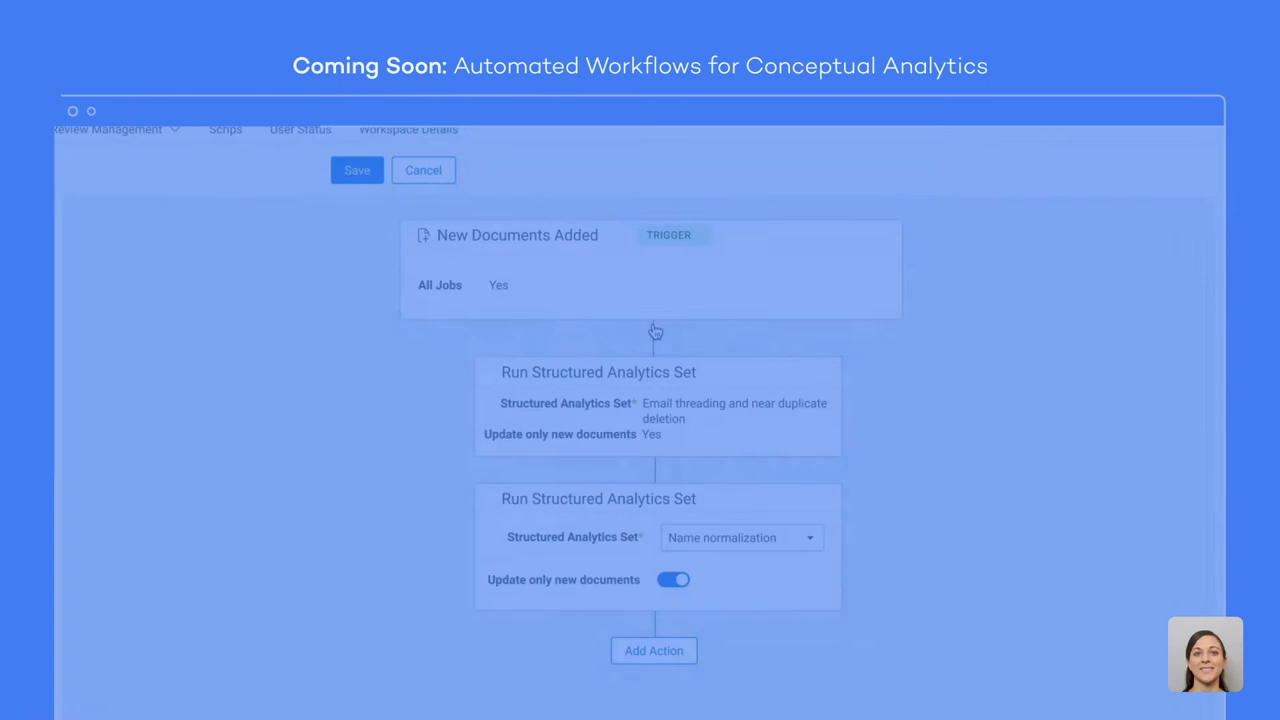 Coming Soon: Automated Workflows for Conceptual Analytics
Review Management Scrips User Status Workspace Details
Save Cancel
New Documents Added TRIGGER
All Jobs Yes
Run Structured Analytics Set
Structured Analytics Set* Email threading and near duplicate
deletion
Update only new documents Yes
Run Structured Analytics Set
Structured Analytics Set* Name normalization
Update only new documents
Add Action